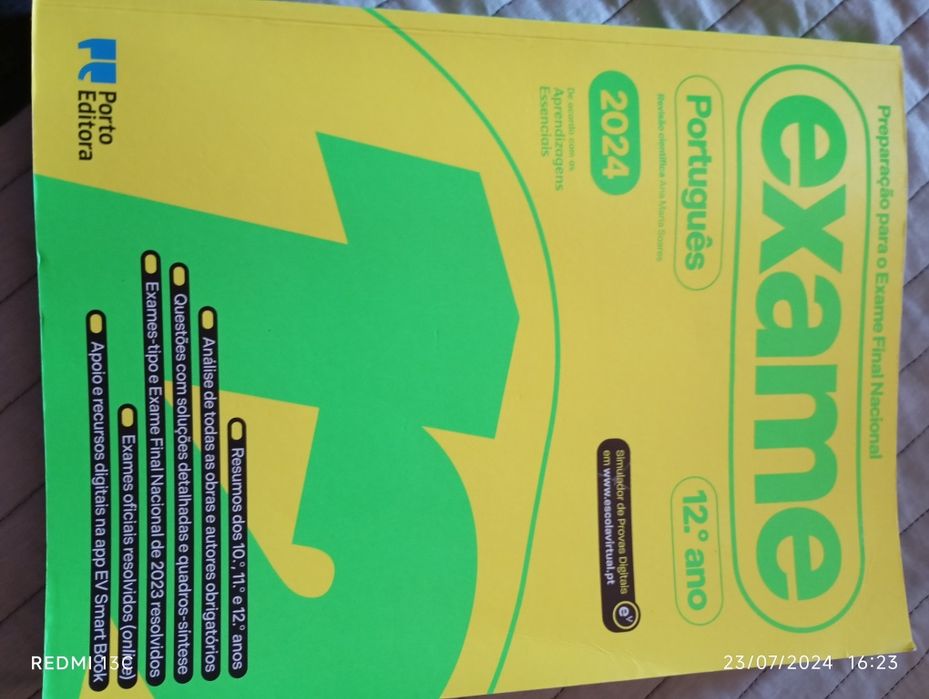 Preparação para o Exame Final Nacional
exame
Português
12.º ano
Revisão científica Ana Maria Soares
2024
Simulador de Provas Digitais
em www.escolavirtual.pt
eV
De acordo com as
Aprendizagens
Essenciais
Resumos dos 10.º, 11.º e 12.º anos
Análise de todas as obras e autores obrigatórios
Questões com soluções detalhadas e quadros-síntese
Exames-tipo e Exame Final Nacional de 2023 resolvidos
Exames oficiais resolvidos (online)
Apoio e recursos digitais na app EV Smart Book
Porto
Editora
REDMI 13C
23/07/2024 16:23